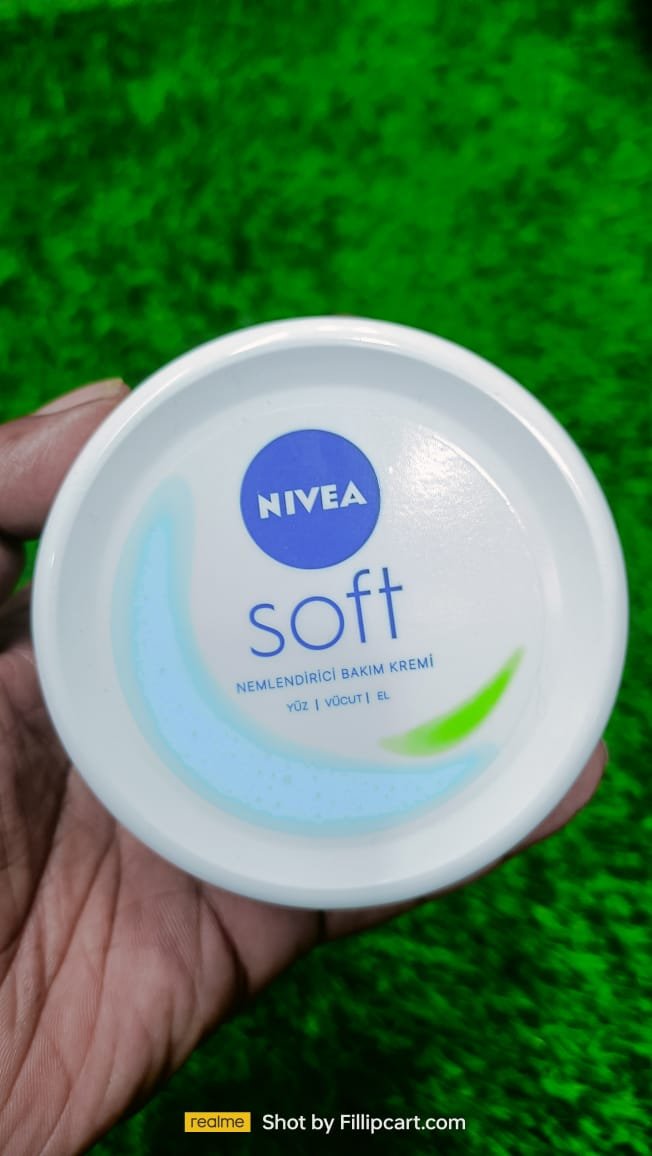 NIVEA
soft
NEMLENDİRİCİ BAKIM KREMİ
YÜZ | VÜCUT | EL
realme Shot by Fillipcart.com